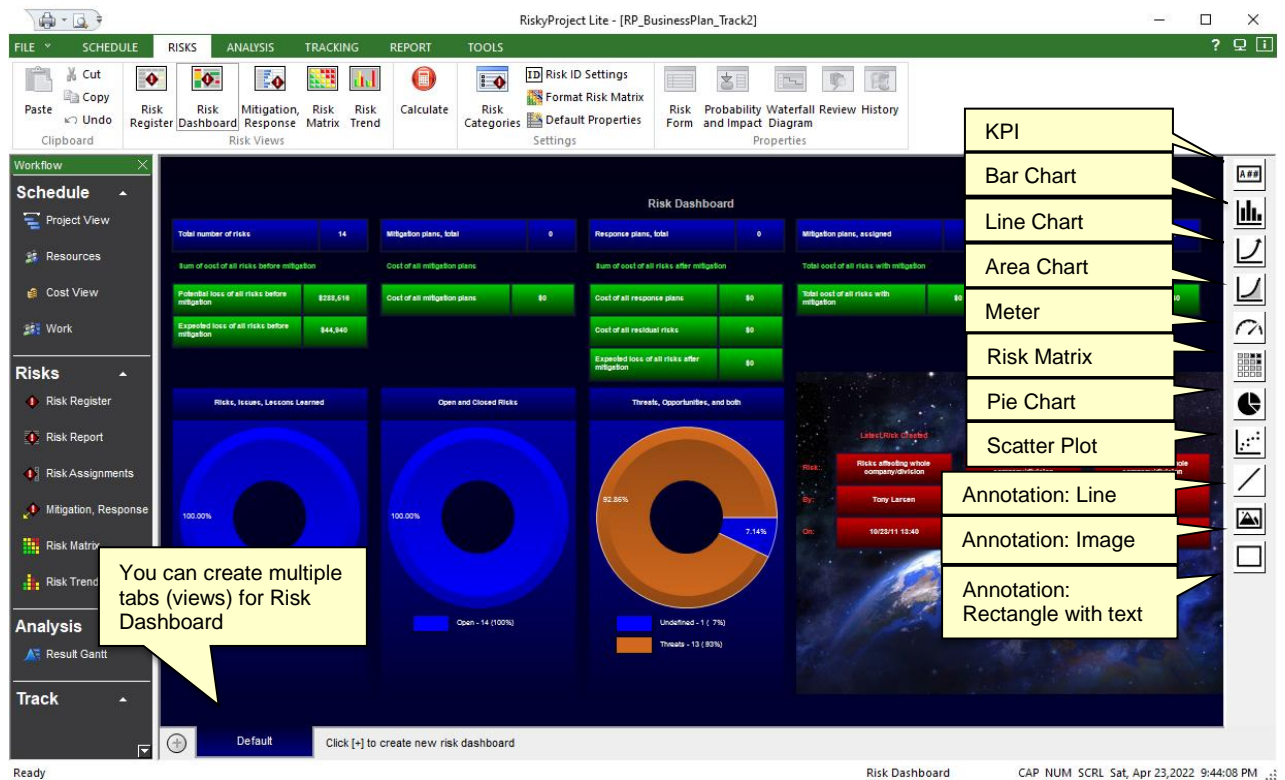 RiskyProject Lite - [RP_BusinessPlan_Track2]
FILE SCHEDULE RISKS ANALYSIS TRACKING REPORT TOOLS
?
Paste
Cut
Copy
Undo
Clipboard
Risk
Register
Risk
Dashboard
Mitigation,
Response
Risk
Matrix
Risk
Trend
Risk Views
Calculate
Risk
Categories
ID Risk ID Settings
Format Risk Matrix
Default Properties
Settings
Risk
Form
Probability
and Impact
Waterfall
Diagram
Review
History
Properties
Workflow
Schedule
Project View
Resources
Cost View
Work
Risks
Risk Register
Risk Report
Risk Assignments
Mitigation, Response
Risk Matrix
Risk Trend
Analysis
Result Gantt
Track
Risk Dashboard
Total number of risks 14
Mitigation plans, total 0
Response plans, total 0
Mitigation plans, assigned
Sum of cost of all risks before mitigation
Cost of all mitigation plans
Sum of cost of all risks after mitigation
Total cost of all risks with mitigation
Potential loss of all risks before
mitigation
$288,616
Cost of all mitigation plans $0
Cost of all response plans $0
Total cost of all risks with
mitigation
$0
Expected loss of all risks before
mitigation
$44,940
Cost of all residual risks $0
Expected loss of all risks after
mitigation
$0
Risks, Issues, Lessons Learned
100.00%
Open and Closed Risks
100.00%
Open - 14 (100%)
Threats, Opportunities, and both
92.86%
7.14%
Undefined - 1 ( 7%)
Threats - 13 ( 93%)
Latest Risk Created
Risk:
Risks affecting whole
company/division
company/division
company/division
By: Tony Larsen
On: 10/23/11 13:40
A##
KPI
Bar Chart
Line Chart
Area Chart
Meter
Risk Matrix
Pie Chart
Scatter Plot
Annotation: Line
Annotation: Image
Annotation:
Rectangle with text
You can create multiple
tabs (views) for Risk
Dashboard
Default
Click [+] to create new risk dashboard
Ready
Risk Dashboard
CAP NUM SCRL Sat, Apr 23,2022 9:44:08 PM